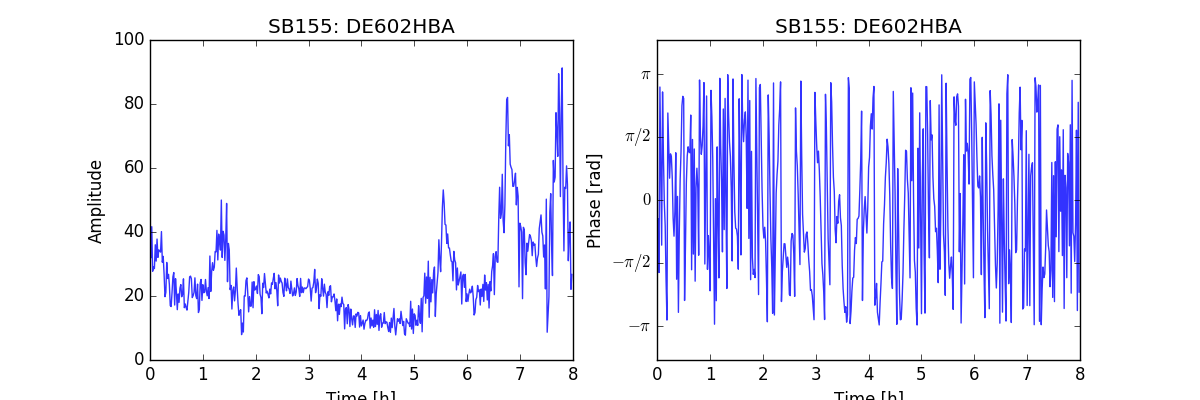 SB155: DE602HBA
100
80
60
40
20
0
Amplitude
0 1 2 3 4 5 6 7 8
Time [h]
SB155: DE602HBA
π
π/2
0
−π/2
−π
Phase [rad]
0 1 2 3 4 5 6 7 8
Time [h]